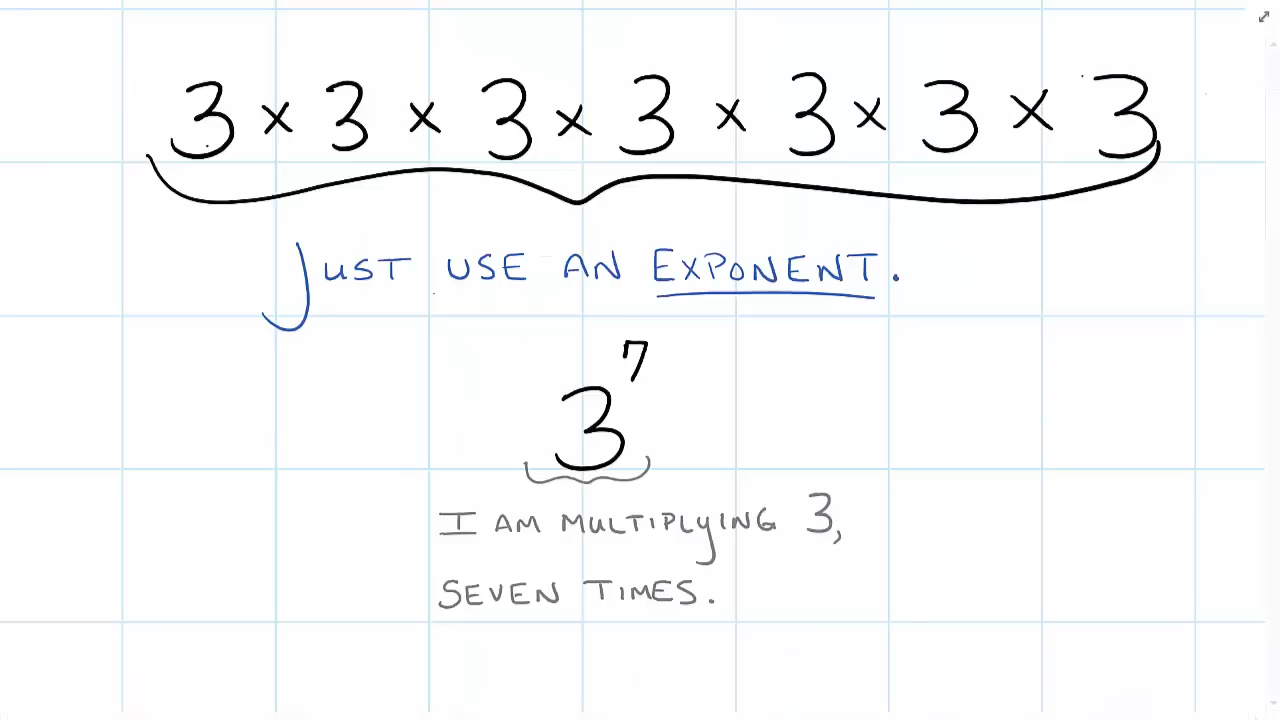 3 × 3 × 3 × 3 × 3 × 3 × 3
JUST USE AN EXPONENT.
3⁷
I AM MULTIPLYING 3,
SEVEN TIMES.